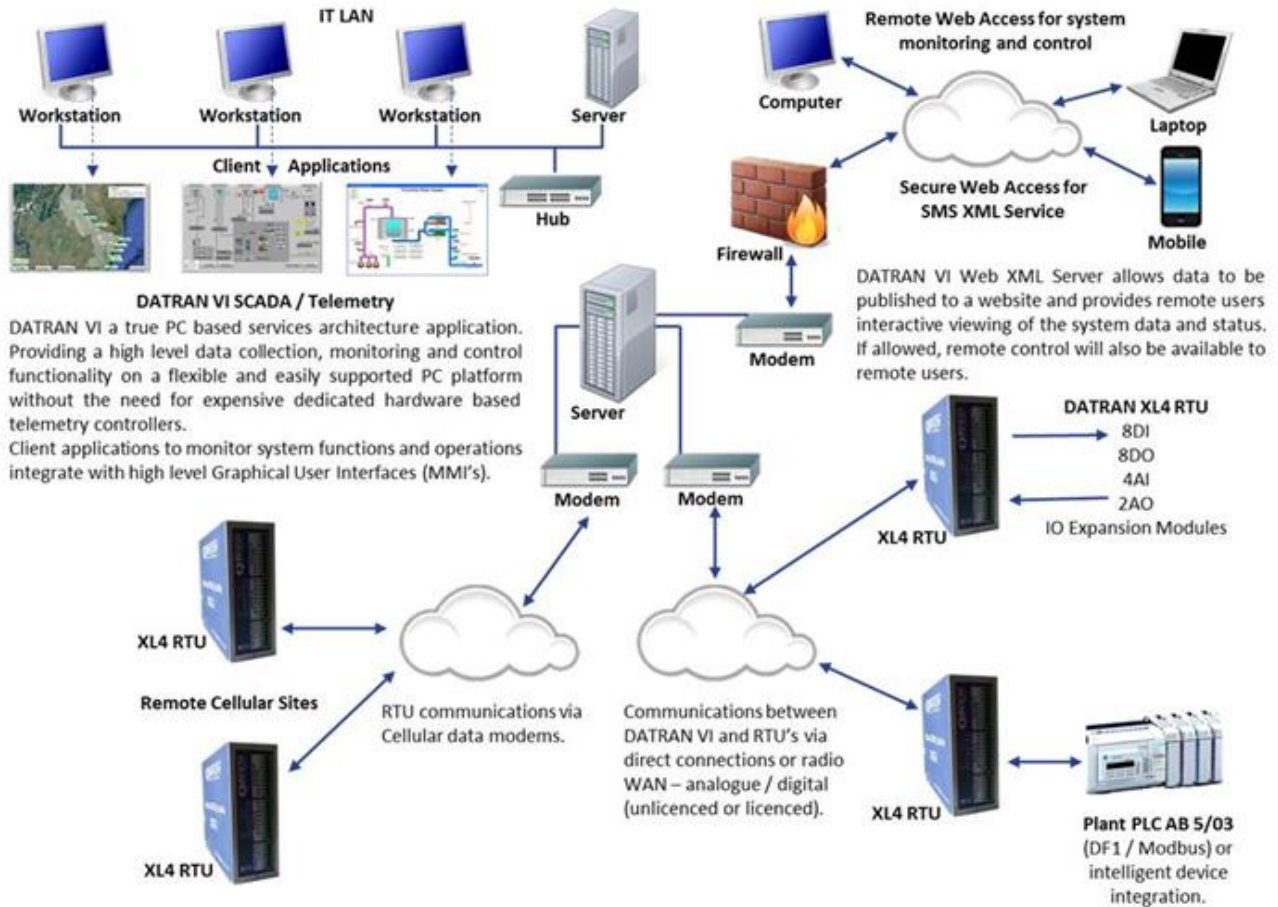 IT LAN
Workstation
Workstation
Workstation
Server
Client
Applications
Hub
Remote Web Access for system
monitoring and control
Computer
Laptop
Secure Web Access for
SMS XML Service
Mobile
Firewall
Modem
DATRAN VI Web XML Server allows data to be
published to a website and provides remote users
interactive viewing of the system data and status.
If allowed, remote control will also be available to
remote users.
DATRAN VI SCADA / Telemetry
DATRAN VI a true PC based services architecture application.
Providing a high level data collection, monitoring and control
functionality on a flexible and easily supported PC platform
without the need for expensive dedicated hardware based
telemetry controllers.
Client applications to monitor system functions and operations
integrate with high level Graphical User Interfaces (MMI's).
Server
Modem
Modem
XL4 RTU
DATRAN XL4 RTU
8DI
8DO
4AI
2AO
IO Expansion Modules
XL4 RTU
Remote Cellular Sites
XL4 RTU
RTU communications via
Cellular data modems.
Communications between
DATRAN VI and RTU's via
direct connections or radio
WAN – analogue / digital
(unlicenced or licenced).
XL4 RTU
Plant PLC AB 5/03
(DF1 / Modbus) or
intelligent device
integration.